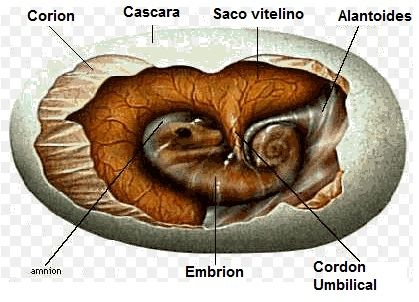 Cascara
Corion
Saco vitelino
Alantoides
amnion
Embrion
Cordon
Umbilical